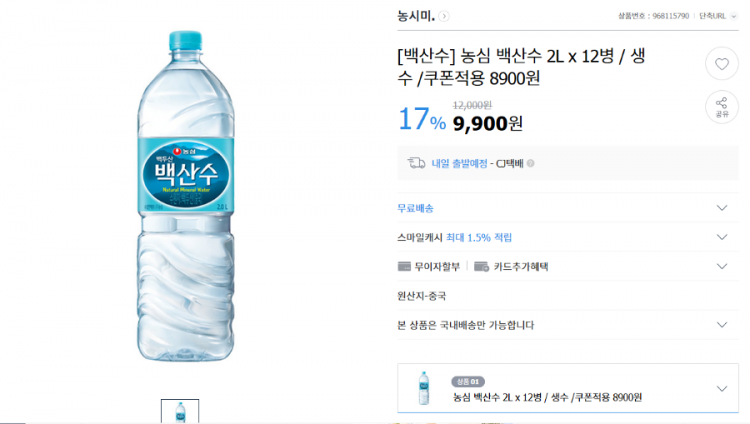 농심
백두산
백산수
Natural Mineral Water
2.0 L
농시미.
상품번호 : 968115790 | 단축URL
[백산수] 농심 백산수 2L x 12병 / 생
수 /쿠폰적용 8900원
17%
12,000원
9,900원
공유
내일 출발예정 - CJ택배
무료배송
스마일캐시 최대 1.5% 적립
무이자할부 | 카드추가혜택
원산지-중국
본 상품은 국내배송만 가능합니다
상품 01
농심 백산수 2L x 12병 / 생수 /쿠폰적용 8900원